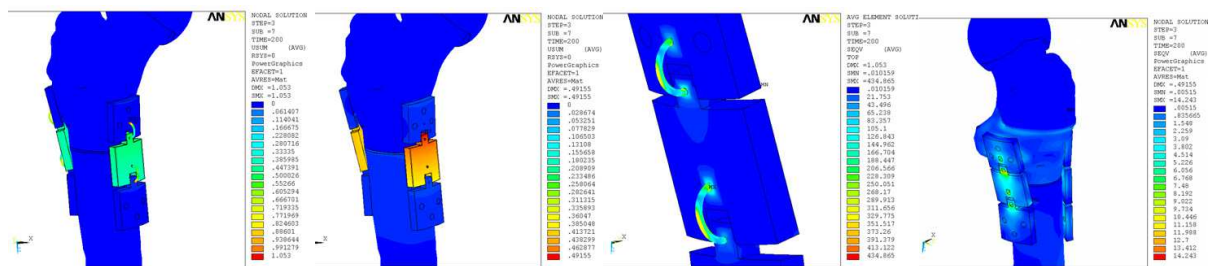 ANSYS
NODAL SOLUTION
STEP=3
SUB =7
TIME=200
USUM (AVG)
RSYS=0
PowerGraphics
EFACET=1
AVRES=Mat
DMX =1.053
SMX =1.053
0
.061407
.114041
.166675
.228082
.280716
.33335
.385985
.447391
.500026
.55266
.605294
.666701
.719335
.771969
.824603
.88601
.938644
.991279
1.053
X
ANSYS
NODAL SOLUTION
STEP=3
SUB =7
TIME=200
USUM (AVG)
RSYS=0
PowerGraphics
EFACET=1
AVRES=Mat
DMX =.49155
SMX =.49155
0
.028674
.053251
.077829
.106503
.13108
.155658
.180235
.208909
.233486
.258064
.282641
.311315
.335893
.36047
.385048
.413721
.438299
.462877
.49155
X
ANSYS
MN
AVG ELEMENT SOLUTI
STEP=3
SUB =7
TIME=200
SEQV (AVG)
TOP
DMX =1.053
SMN =.010159
SMX =434.865
.010159
21.753
43.496
65.238
83.357
105.1
126.843
144.962
166.704
188.447
206.566
228.309
250.051
268.17
289.913
311.656
329.775
351.517
373.26
391.379
413.122
434.865
X
ANSYS
NODAL SOLUTION
STEP=3
SUB =7
TIME=200
SEQV (AVG)
PowerGraphics
EFACET=1
AVRES=Mat
DMX =.49155
SMN =.00515
SMX =14.243
.00515
.835665
1.548
2.259
3.09
3.802
4.514
5.226
6.056
6.768
7.48
8.192
9.022
9.734
10.446
11.158
11.988
12.7
13.412
14.243
X